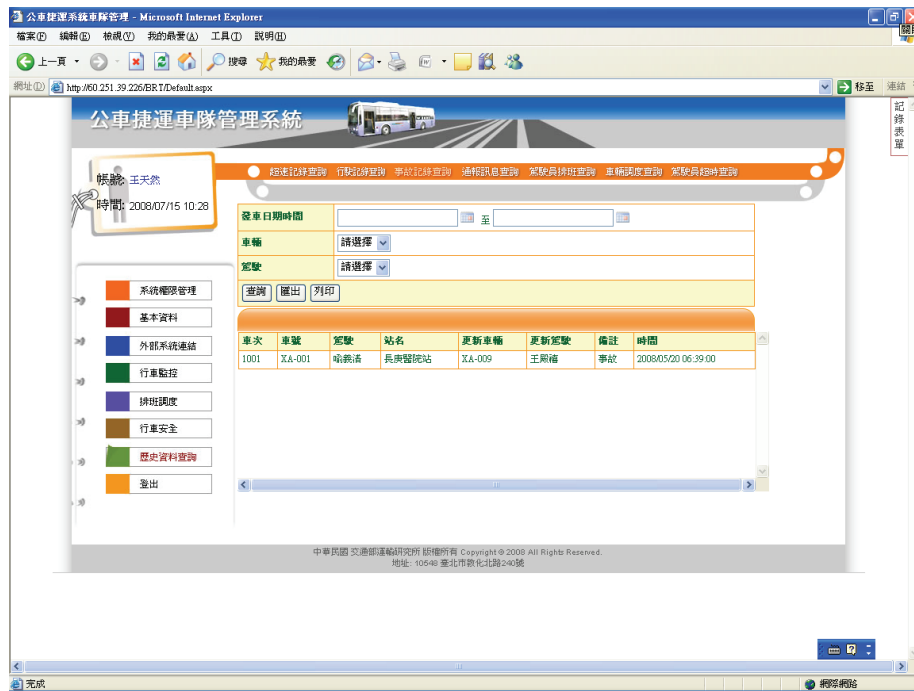 公車捷運系統車隊管理 - Microsoft Internet Explorer
檔案(F) 編輯(E) 檢視(V) 我的最愛(A) 工具(T) 說明(H)
上一頁 搜尋 我的最愛
網址(D) http://60.251.39.226/BRT/Default.aspx 移至 連結
記錄表單
公車捷運車隊管理系統
帳號: 王天然
時間: 2008/07/15 10:28
超速記錄查詢 行駛記錄查詢 事故記錄查詢 通報訊息查詢 駕駛員排班查詢 車輛調度查詢 駕駛員超時查詢
發車日期時間 至
車輛 請選擇
駕駛 請選擇
查詢 匯出 列印
車次 車號 駕駛 站名 更新車輛 更新駕駛 備註 時間
1001 XA-001 喻義浩 長庚醫院站 XA-009 事故 2008/05/20 06:39:00
系統權限管理
基本資料
外部系統連結
行車監控
排班調度
行車安全
歷史資料查詢
登出
中華民國 交通部運輸研究所 版權所有 Copyright © 2008 All Rights Reserved.
地址: 10548 臺北市敦化北路240號
完成 網際網路